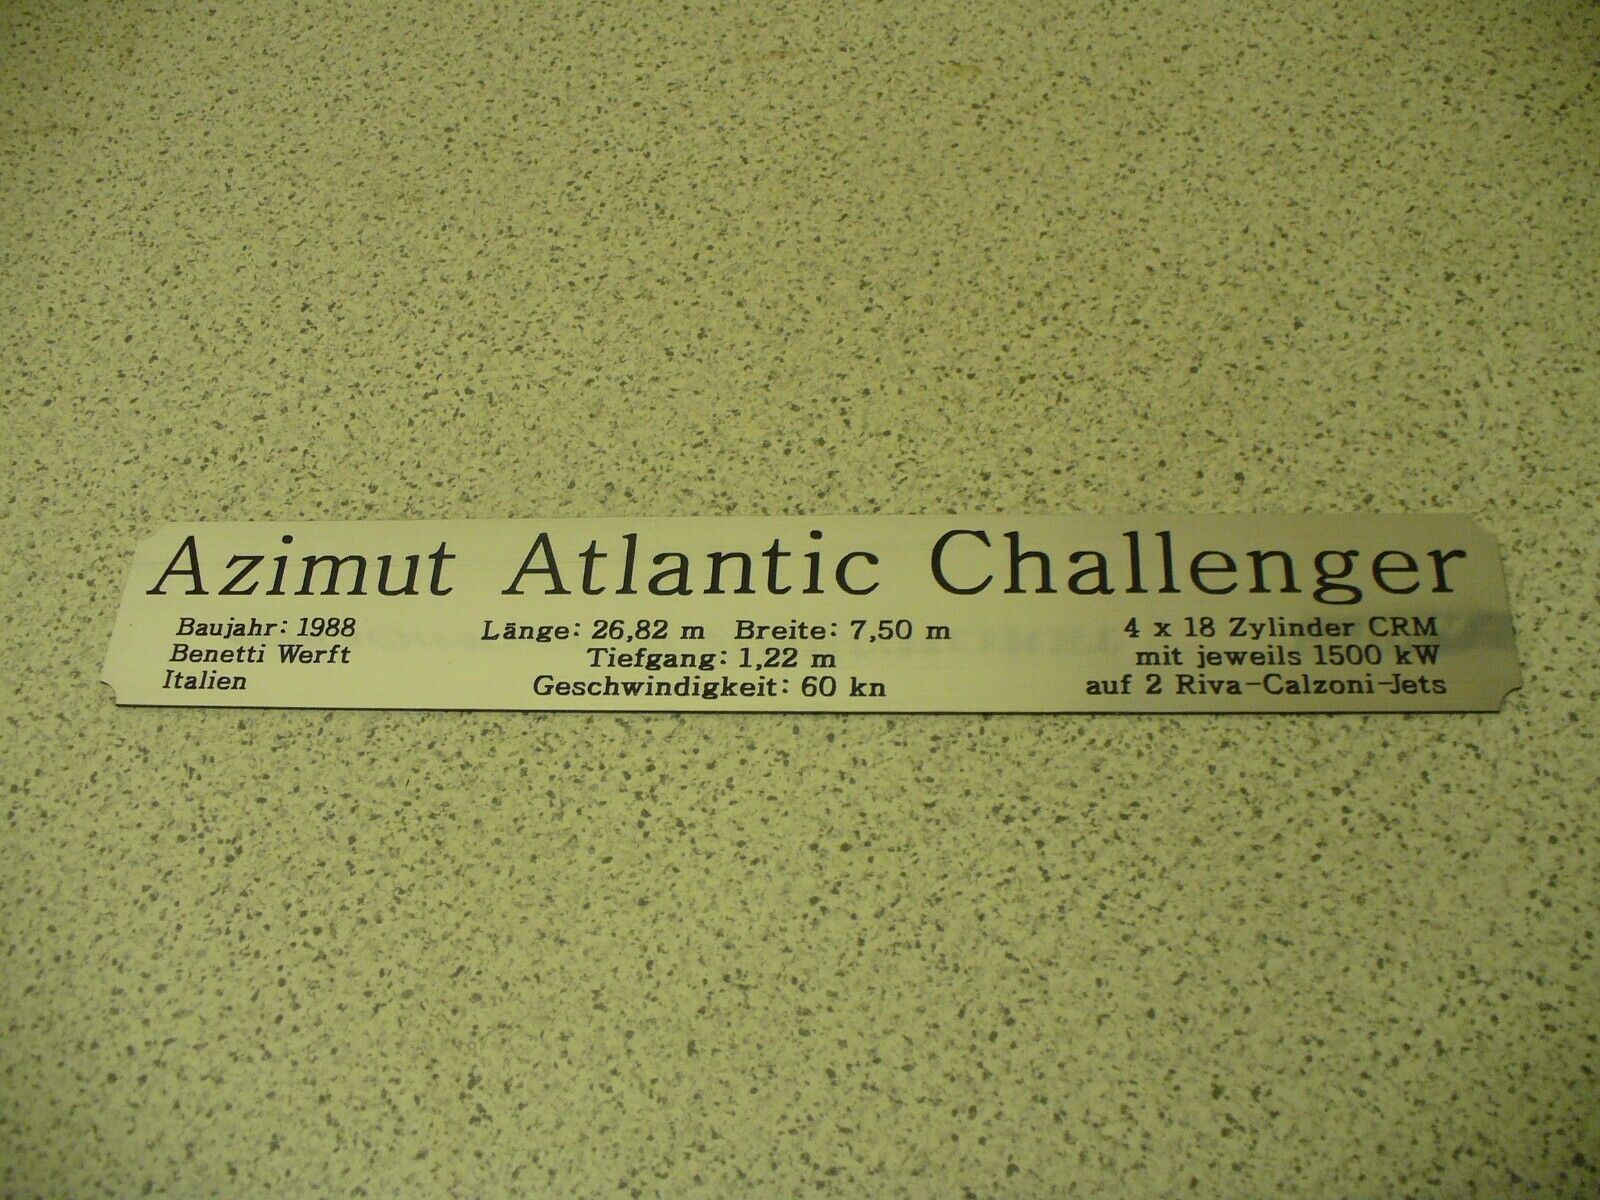 Azimut Atlantic Challenger
Baujahr: 1988
Benetti Werft
Italien
Länge: 26,82 m Breite: 7,50 m
Tiefgang: 1,22 m
Geschwindigkeit: 60 kn
4 x 18 Zylinder CRM
mit jeweils 1500 kW
auf 2 Riva-Calzoni-Jets